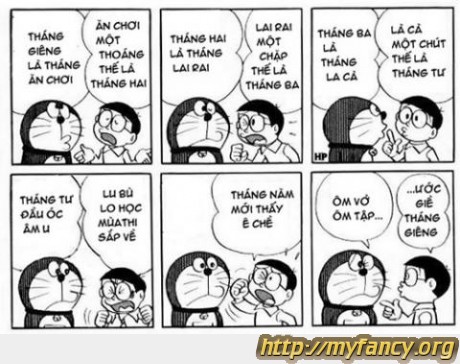 THÁNG
GIÊNG
LÀ THÁNG
ĂN CHƠI
ĂN CHƠI
MỘT
THOÁNG
THẾ LÀ
THÁNG HAI
THÁNG HAI
LÀ THÁNG
LAI RAI
LAI RAI
MỘT
CHẬP
THẾ LÀ
THÁNG BA
THÁNG BA
LÀ
THÁNG
LA CÀ
LÀ CÀ
MỘT CHÚT
THẾ LÀ
THÁNG TƯ
HP
THÁNG TƯ
ĐẦU ÓC
ÂM U
LU BÙ
LO HỌC
MÙA THI
SẮP VỀ
THÁNG NĂM
MỚI THẤY
Ê CHỀ
ÔM VỞ
ÔM TẬP...
...ƯỚC
GIỀ
THÁNG
GIÊNG
http://myfancy.org